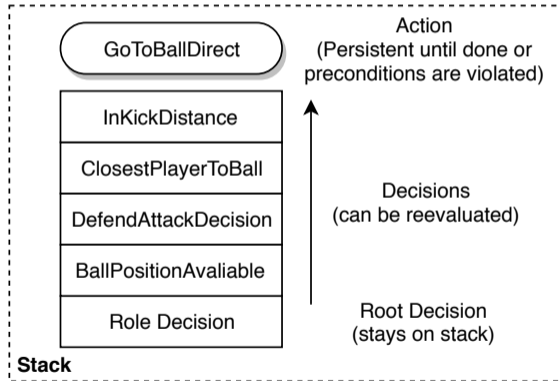 GoToBallDirect
Action
(Persistent until done or
preconditions are violated)
InKickDistance
ClosestPlayerToBall
DefendAttackDecision
BallPositionAvaliable
Role Decision
Decisions
(can be reevaluated)
Root Decision
(stays on stack)
Stack